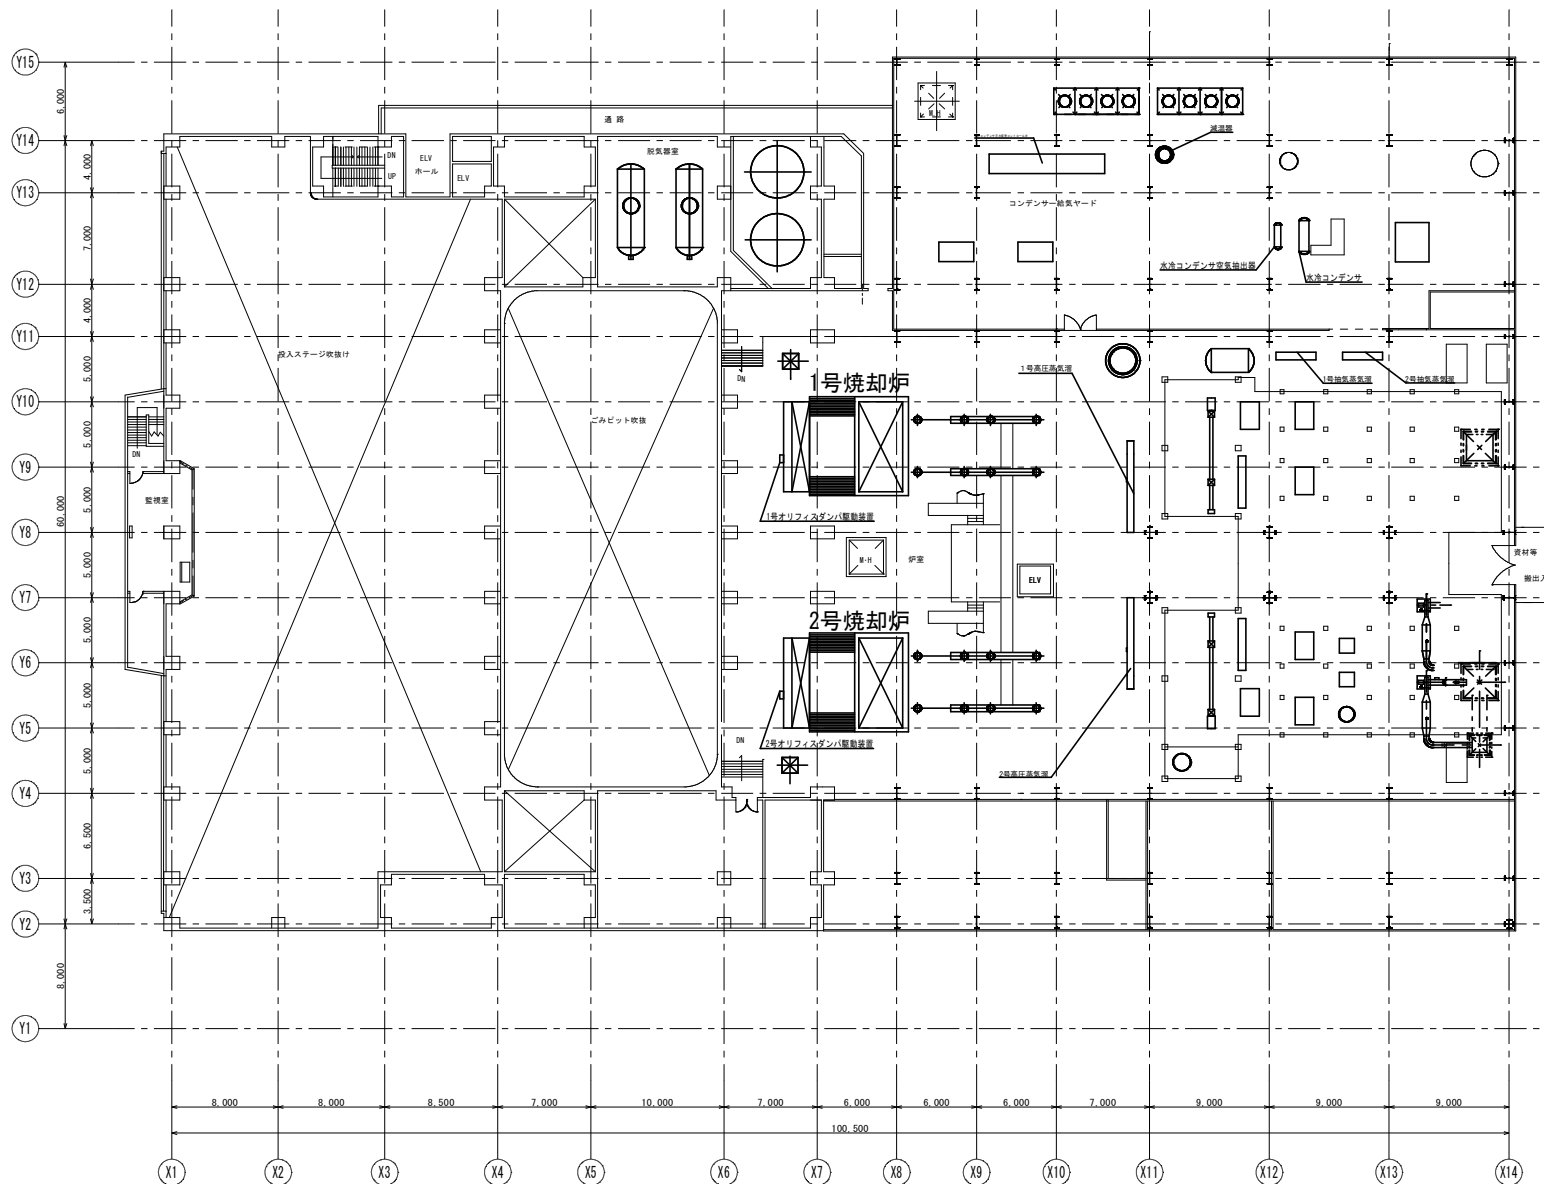 Y15
6,000
通 路
M_H
減温器
Y14
4,000
DN
UP
ELV
ホール
ELV
脱気器室
Y13
7,000
コンデンサー給気ヤード
水冷コンデンサ空気抽出器
水冷コンデンサ
Y12
4,000
Y11
投入ステージ吹抜け
5,000
DN
1号高圧蒸気溜
1号抽気蒸気溜
2号抽気蒸気溜
1号焼却炉
Y10
ごみピット吹抜
5,000
DN
Y9
監視室
5,000
60,000
1号オリフィスダンパ駆動装置
Y8
M-H
炉室
ELV
資材等
搬出入
5,000
Y7
2号焼却炉
5,000
Y6
5,000
Y5
DN
2号オリフィスダンパ駆動装置
2号高圧蒸気溜
5,000
Y4
6,500
Y3
3,500
Y2
8,000
Y1
8,000
8,000
8,500
7,000
10,000
7,000
6,000
6,000
6,000
7,000
9,000
9,000
9,000
100,500
X1
X2
X3
X4
X5
X6
X7
X8
X9
X10
X11
X12
X13
X14